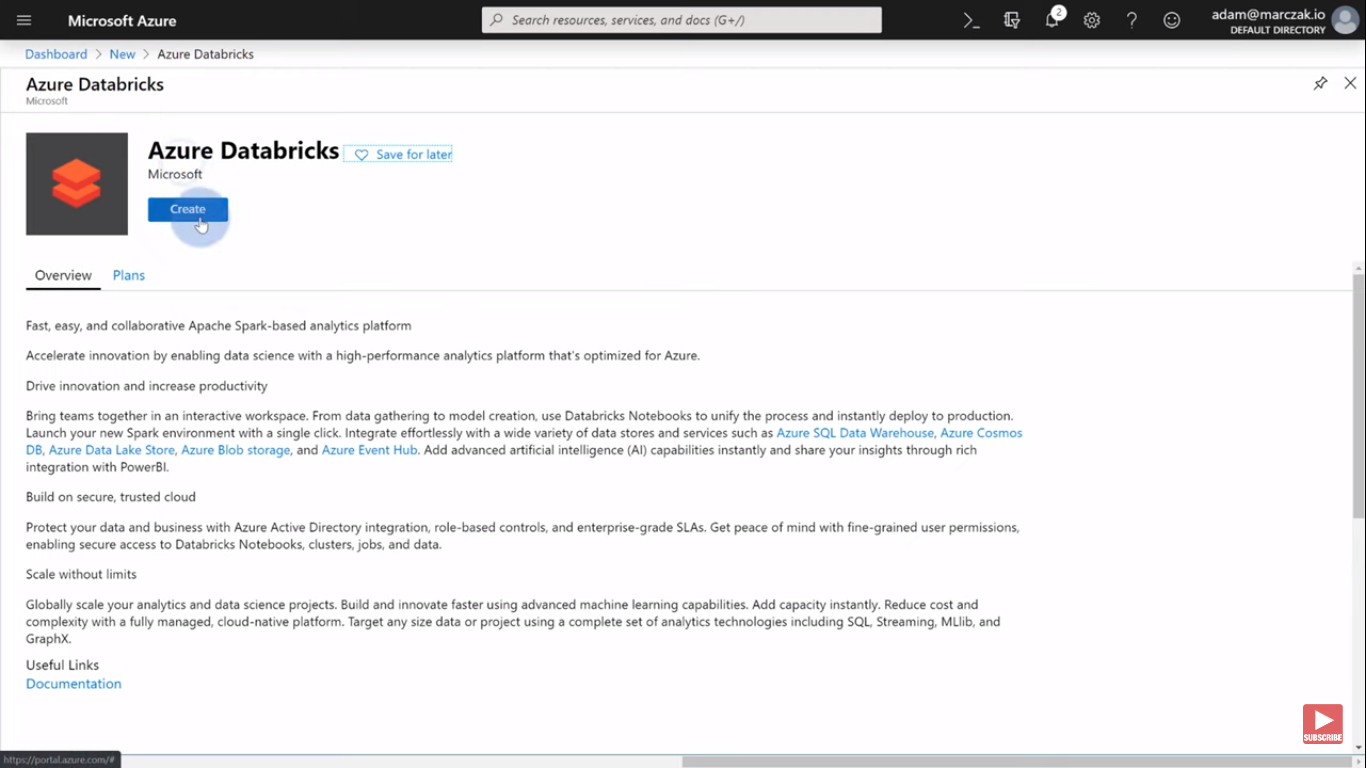 Microsoft Azure
Search resources, services, and docs (G+/)
2
adam@marczak.io
DEFAULT DIRECTORY
Dashboard > New > Azure Databricks
Azure Databricks
Microsoft
Azure Databricks
Save for later
Microsoft
Create
Overview
Plans
Fast, easy, and collaborative Apache Spark-based analytics platform
Accelerate innovation by enabling data science with a high-performance analytics platform that's optimized for Azure.
Drive innovation and increase productivity
Bring teams together in an interactive workspace. From data gathering to model creation, use Databricks Notebooks to unify the process and instantly deploy to production.
Launch your new Spark environment with a single click. Integrate effortlessly with a wide variety of data stores and services such as Azure SQL Data Warehouse, Azure Cosmos
DB, Azure Data Lake Store, Azure Blob storage, and Azure Event Hub. Add advanced artificial intelligence (AI) capabilities instantly and share your insights through rich
integration with PowerBI.
Build on secure, trusted cloud
Protect your data and business with Azure Active Directory integration, role-based controls, and enterprise-grade SLAs. Get peace of mind with fine-grained user permissions,
enabling secure access to Databricks Notebooks, clusters, jobs, and data.
Scale without limits
Globally scale your analytics and data science projects. Build and innovate faster using advanced machine learning capabilities. Add capacity instantly. Reduce cost and
complexity with a fully managed, cloud-native platform. Target any size data or project using a complete set of analytics technologies including SQL, Streaming, MLlib, and
GraphX.
Useful Links
Documentation
SUBSCRIBE
https://portal.azure.com/#